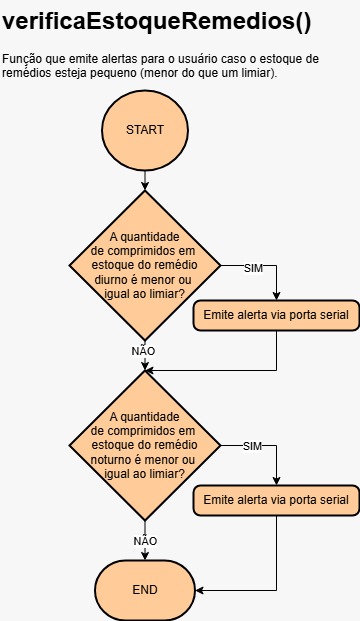 verificaEstoqueRemedios()
Função que emite alertas para o usuário caso o estoque de
remédios esteja pequeno (menor do que um limiar).
START
A quantidade
de comprimidos em
estoque do remédio
diurno é menor ou
igual ao limiar?
SIM
Emite alerta via porta serial
NÃO
A quantidade
de comprimidos em
estoque do remédio
noturno é menor ou
igual ao limiar?
SIM
Emite alerta via porta serial
NÃO
END